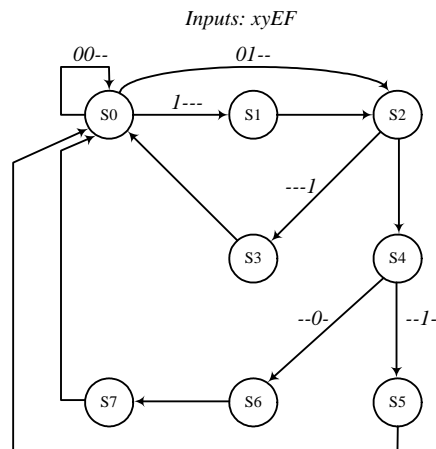 Inputs: xyEF
00--
01--
S0
1---
S1
S2
---1
S3
S4
--0-
--1-
S7
S6
S5